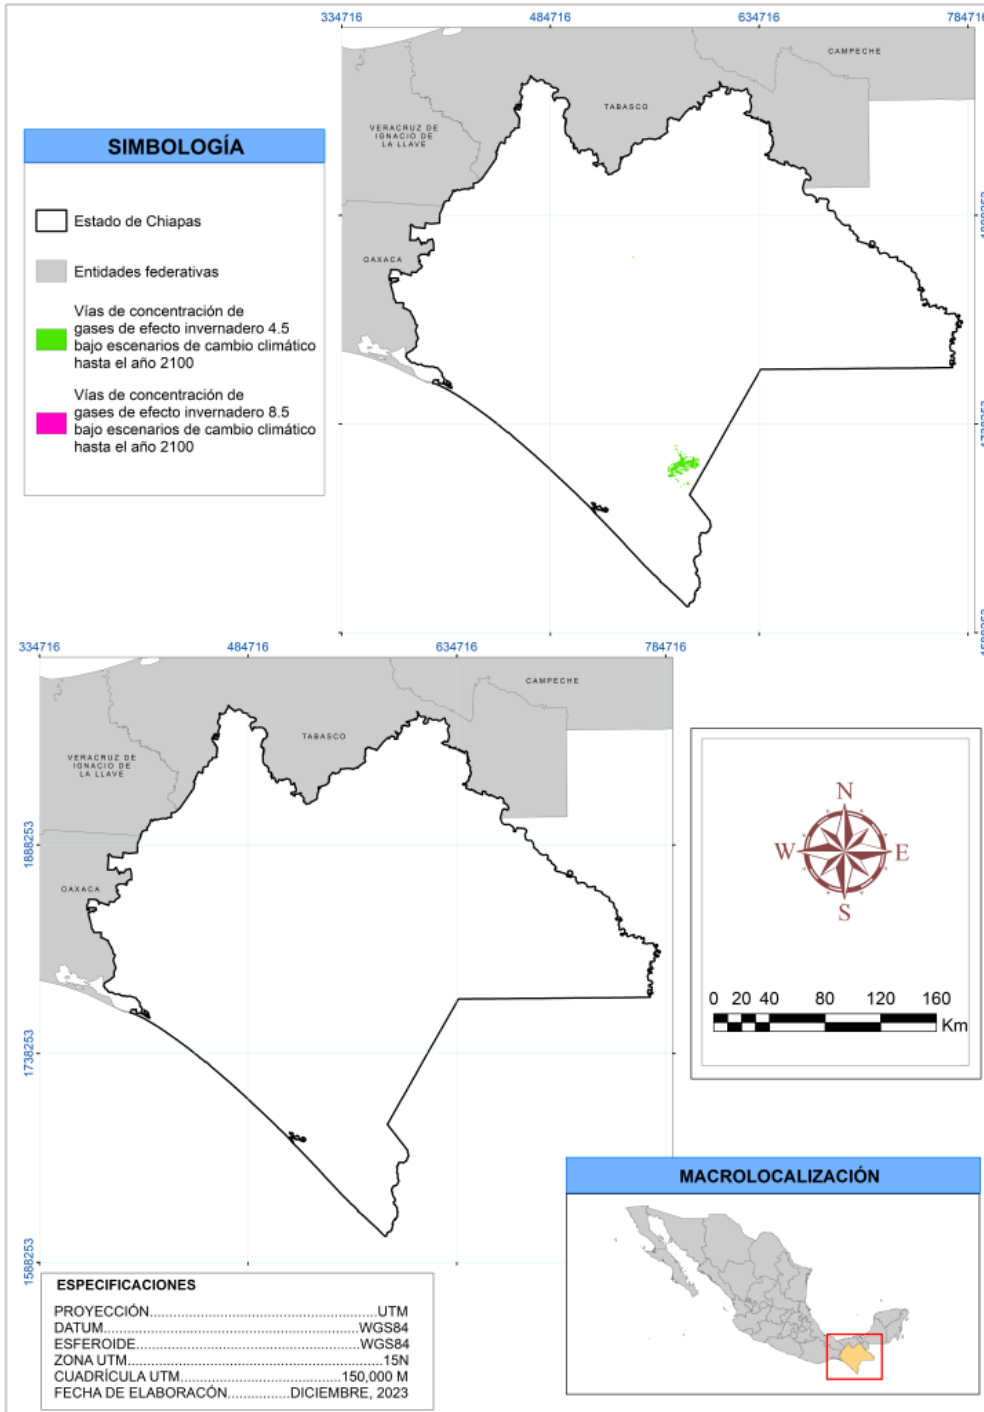 334716 484716 634716 784716
CAMPECHE
TABASCO
VERACRUZ DE
IGNACIO DE
LA LLAVE
OAXACA
1888253
1738253
1588253
SIMBOLOGÍA
Estado de Chiapas
Entidades federativas
Vías de concentración de
gases de efecto invernadero 4.5
bajo escenarios de cambio climático
hasta el año 2100
Vías de concentración de
gases de efecto invernadero 8.5
bajo escenarios de cambio climático
hasta el año 2100
334716 484716 634716 784716
CAMPECHE
TABASCO
VERACRUZ DE
IGNACIO DE
LA LLAVE
OAXACA
1888253
1738253
1588253
N
W E
S
0 20 40 80 120 160
Km
MACROLOCALIZACIÓN
ESPECIFICACIONES
PROYECCIÓN.......................................UTM
DATUM............................................WGS84
ESFEROIDE.......................................WGS84
ZONA UTM...........................................15N
CUADRÍCULA UTM..........................150,000 M
FECHA DE ELABORACÓN..............DICIEMBRE, 2023